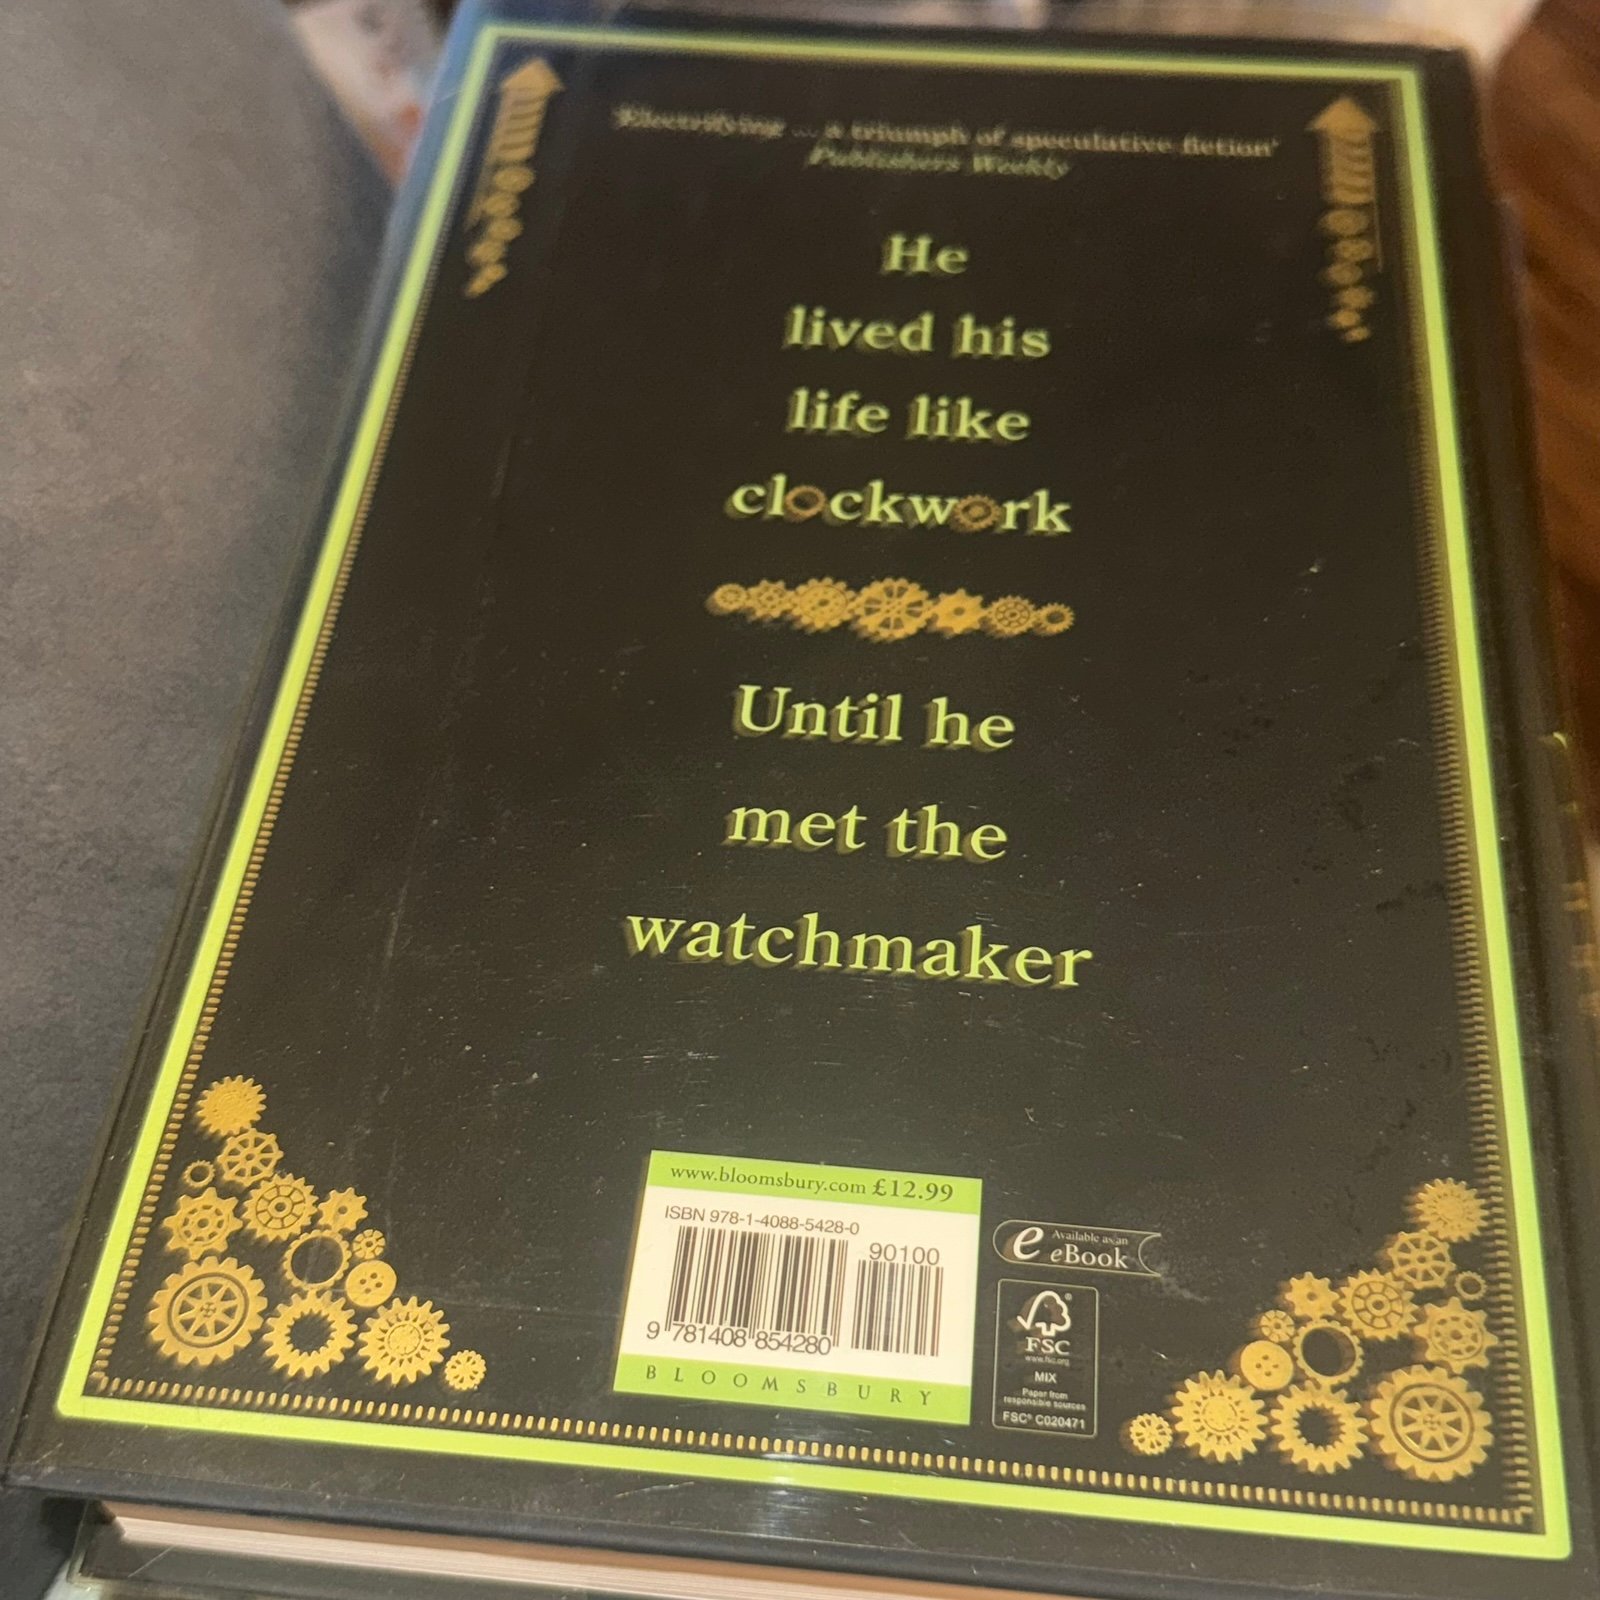 'Electrifying ... a triumph of speculative fiction'
Publishers Weekly
He
lived his
life like
clockwork
Until he
met the
watchmaker
www.bloomsbury.com £12.99
ISBN 978-1-4088-5428-0
90100
9 781408 854280
BLOOMSBURY
e Available as an
eBook
®
FSC
www.fsc.org
MIX
Paper from
responsible sources
FSC® C020471